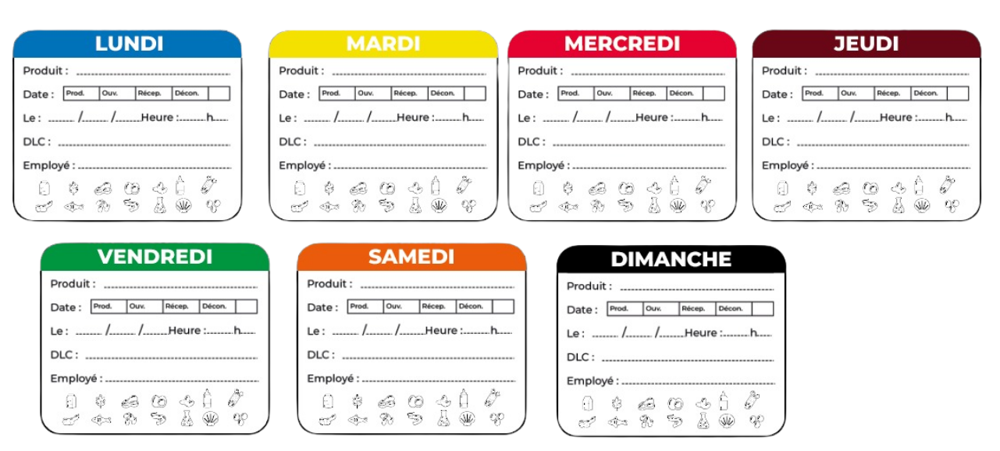 LUNDI
Produit :
Date : Prod. Ouv. Récep. Décon.
Le : / / Heure : h
DLC :
Employé :
MARDI
Produit :
Date : Prod. Ouv. Récep. Décon.
Le : / / Heure : h
DLC :
Employé :
MERCREDI
Produit :
Date : Prod. Ouv. Récep. Décon.
Le : / / Heure : h
DLC :
Employé :
JEUDI
Produit :
Date : Prod. Ouv. Récep. Décon.
Le : / / Heure : h
DLC :
Employé :
VENDREDI
Produit :
Date : Prod. Ouv. Récep. Décon.
Le : / / Heure : h
DLC :
Employé :
SAMEDI
Produit :
Date : Prod. Ouv. Récep. Décon.
Le : / / Heure : h
DLC :
Employé :
DIMANCHE
Produit :
Date : Prod. Ouv. Récep. Décon.
Le : / / Heure : h
DLC :
Employé :